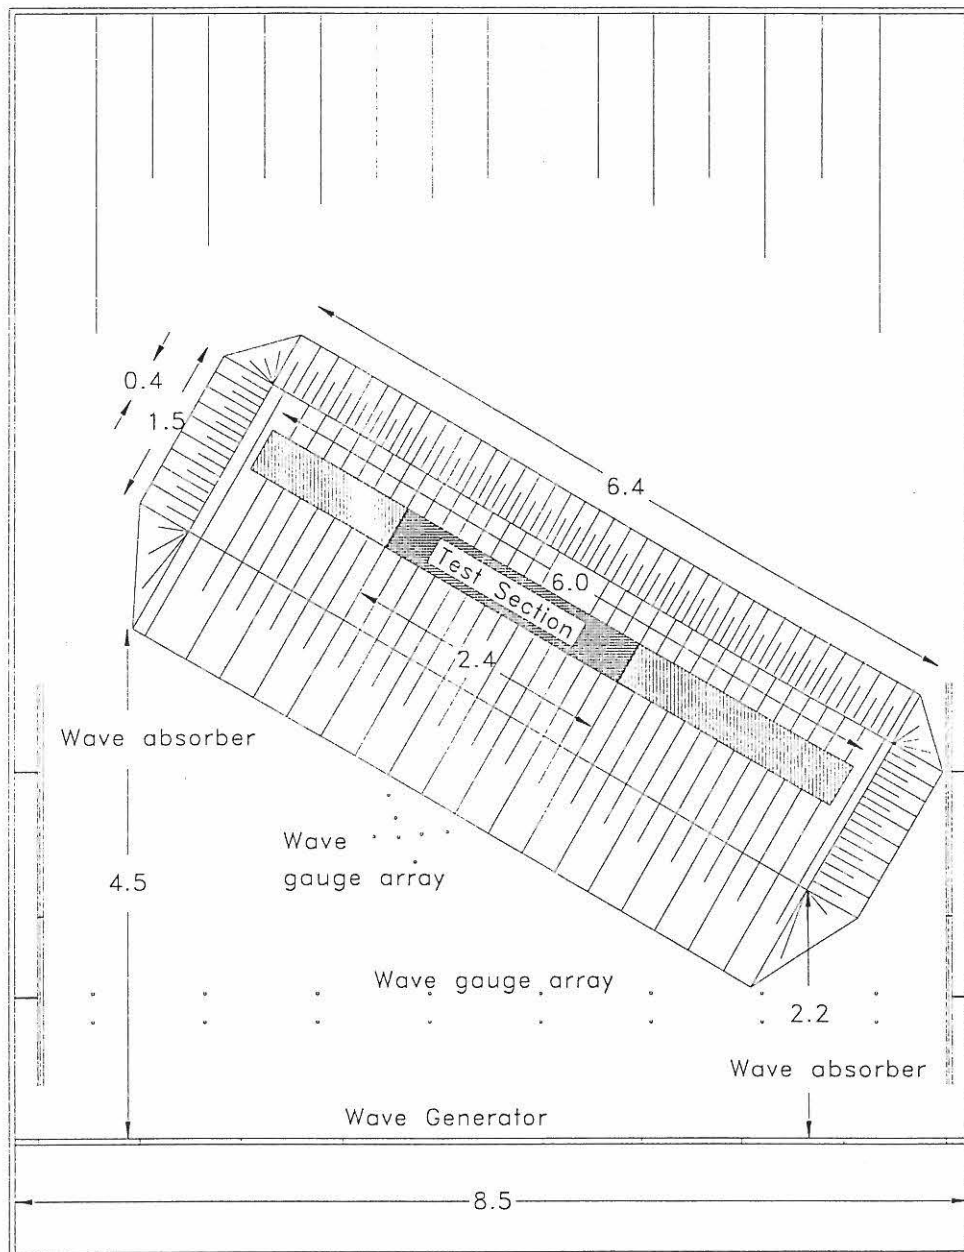 0.4
1.5
6.4
6.0
Test Section
2.4
Wave absorber
Wave
gauge array
4.5
Wave gauge array
2.2
Wave absorber
Wave Generator
8.5